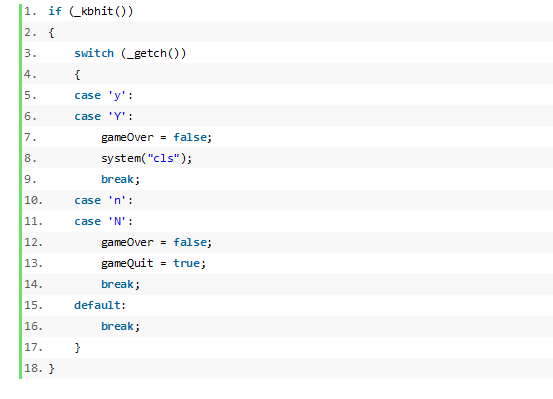 1. if (_kbhit())
2. {
3.     switch (_getch())
4.     {
5.     case 'y':
6.     case 'Y':
7.         gameOver = false;
8.         system("cls");
9.         break;
10.     case 'n':
11.     case 'N':
12.         gameOver = false;
13.         gameQuit = true;
14.         break;
15.     default:
16.         break;
17.     }
18. }